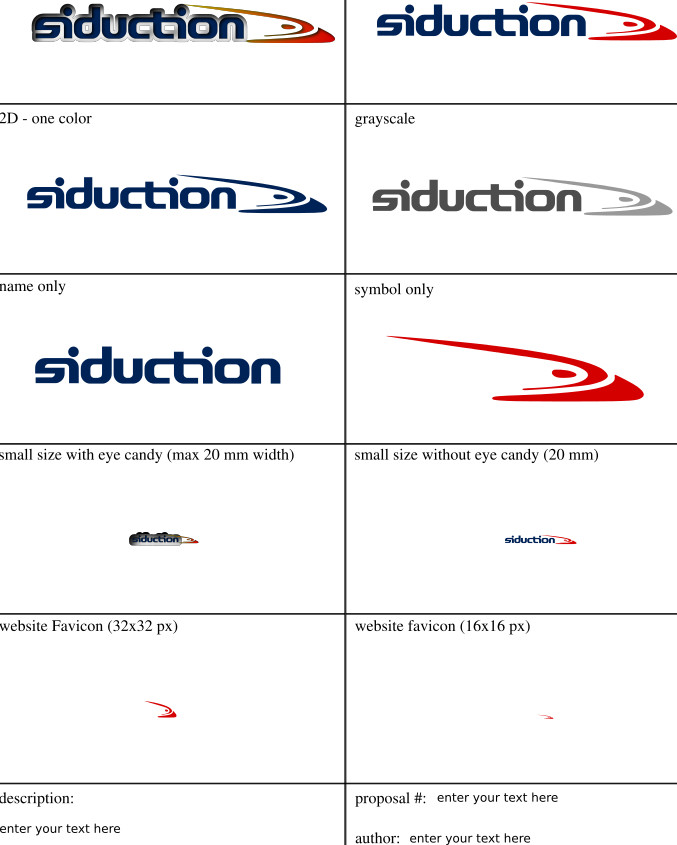 siduction siduction
2D - one color grayscale
siduction siduction
name only symbol only
siduction
small size with eye candy (max 20 mm width) small size without eye candy (20 mm)
siduction siduction
website Favicon (32x32 px) website favicon (16x16 px)
description: proposal #: enter your text here
enter your text here author: enter your text here